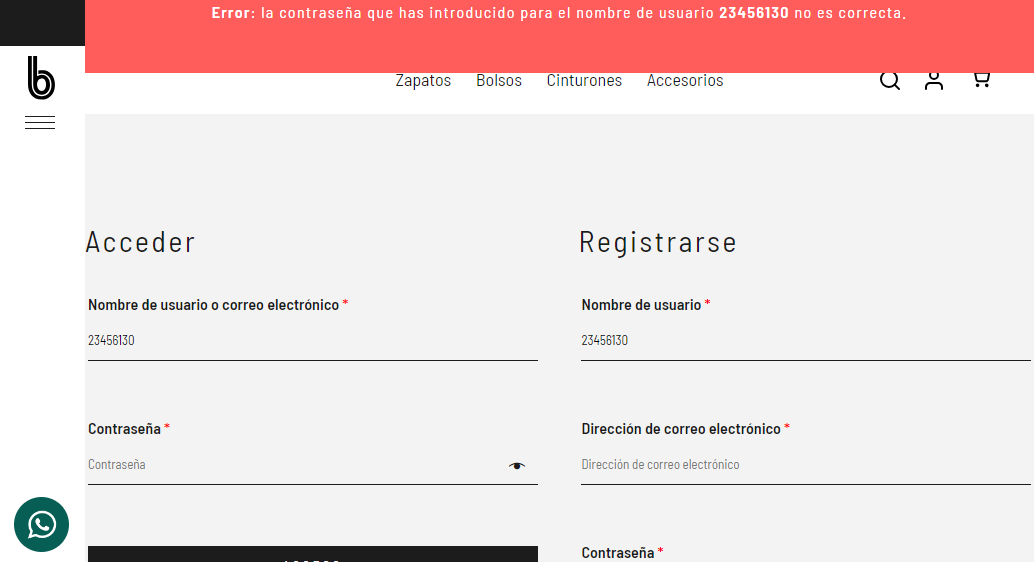 Error: la contraseña que has introducido para el nombre de usuario 23456130 no es correcta.
b
Zapatos Bolsos Cinturones Accesorios
Acceder
Nombre de usuario o correo electrónico *
23456130
Contraseña *
Contraseña
Registrarse
Nombre de usuario *
23456130
Dirección de correo electrónico *
Dirección de correo electrónico
Contraseña *